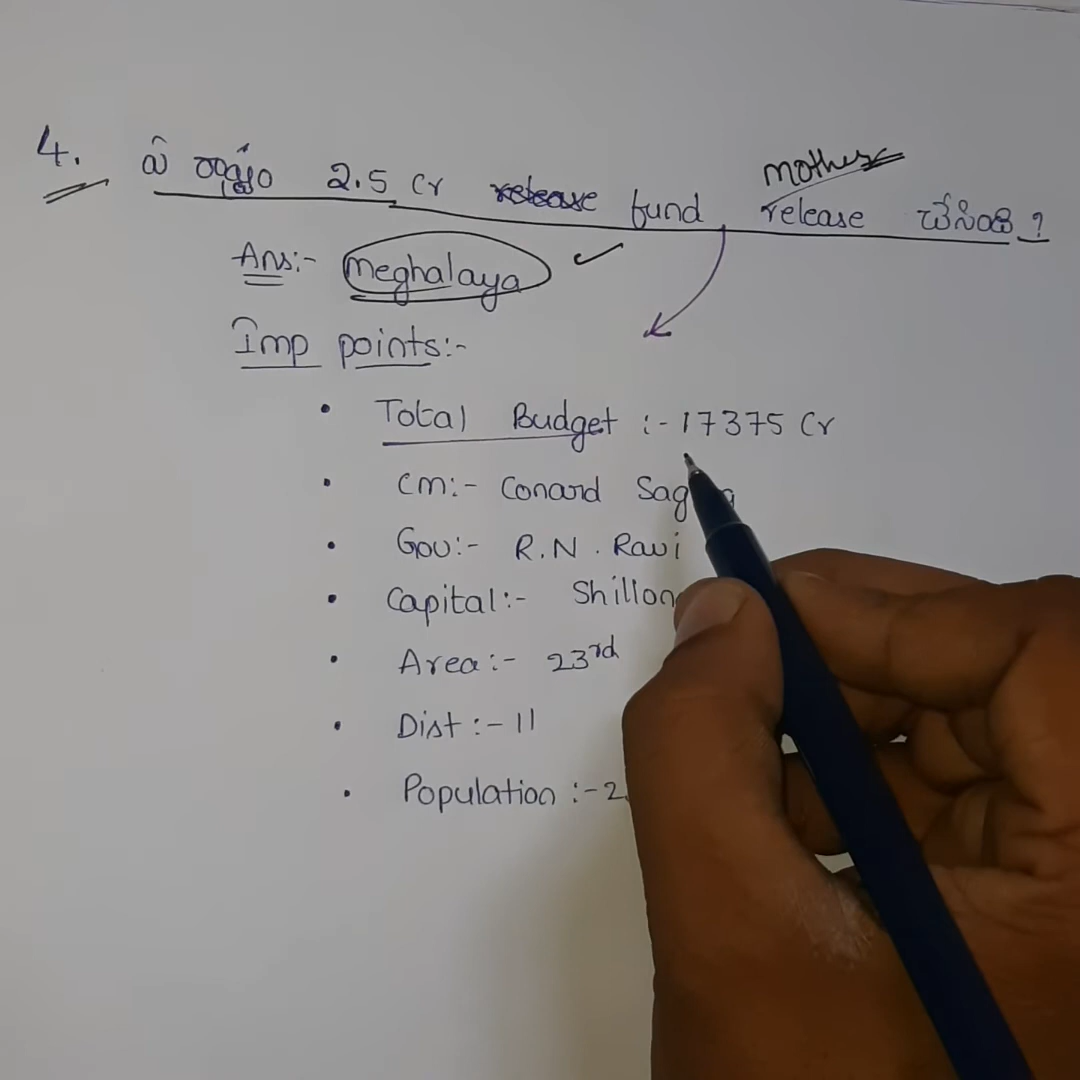 4. ఏ రాష్ట్రం 2.5 Cr release fund release చేసింది ?
mothers
Ans:- Meghalaya
Imp points:-
• Total Budget :- 17375 Cr
• CM:- Conard
• Gov:- R.N. Ravi
• Capital:-
• Area:- 23rd
• Dist:- 11
• Population:-